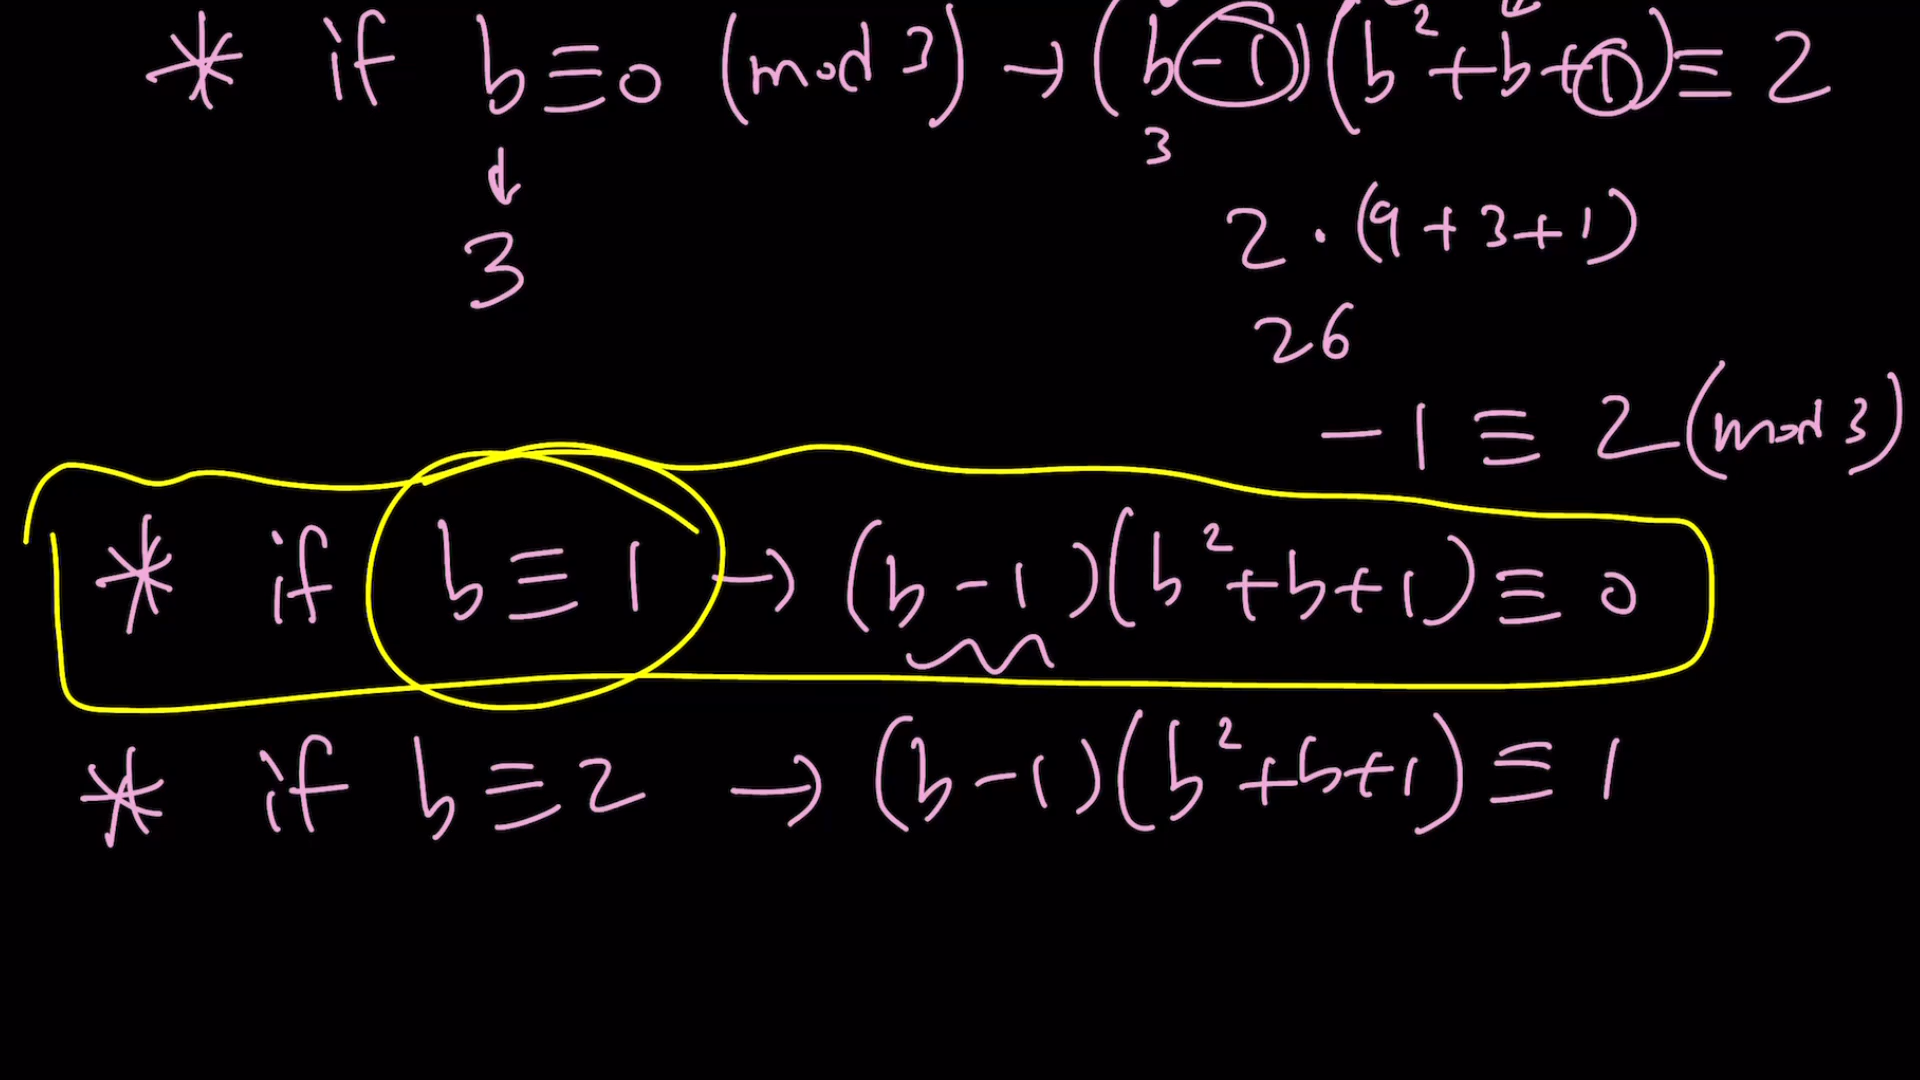 * if b ≡ 0 (mod 3) → (b-1)(b²+b+1) ≡ 2
↓ 3
3 2 · (9+3+1)
26
-1 ≡ 2 (mod 3)
* if b ≡ 1 → (b-1)(b²+b+1) ≡ 0
* if b ≡ 2 → (b-1)(b²+b+1) ≡ 1